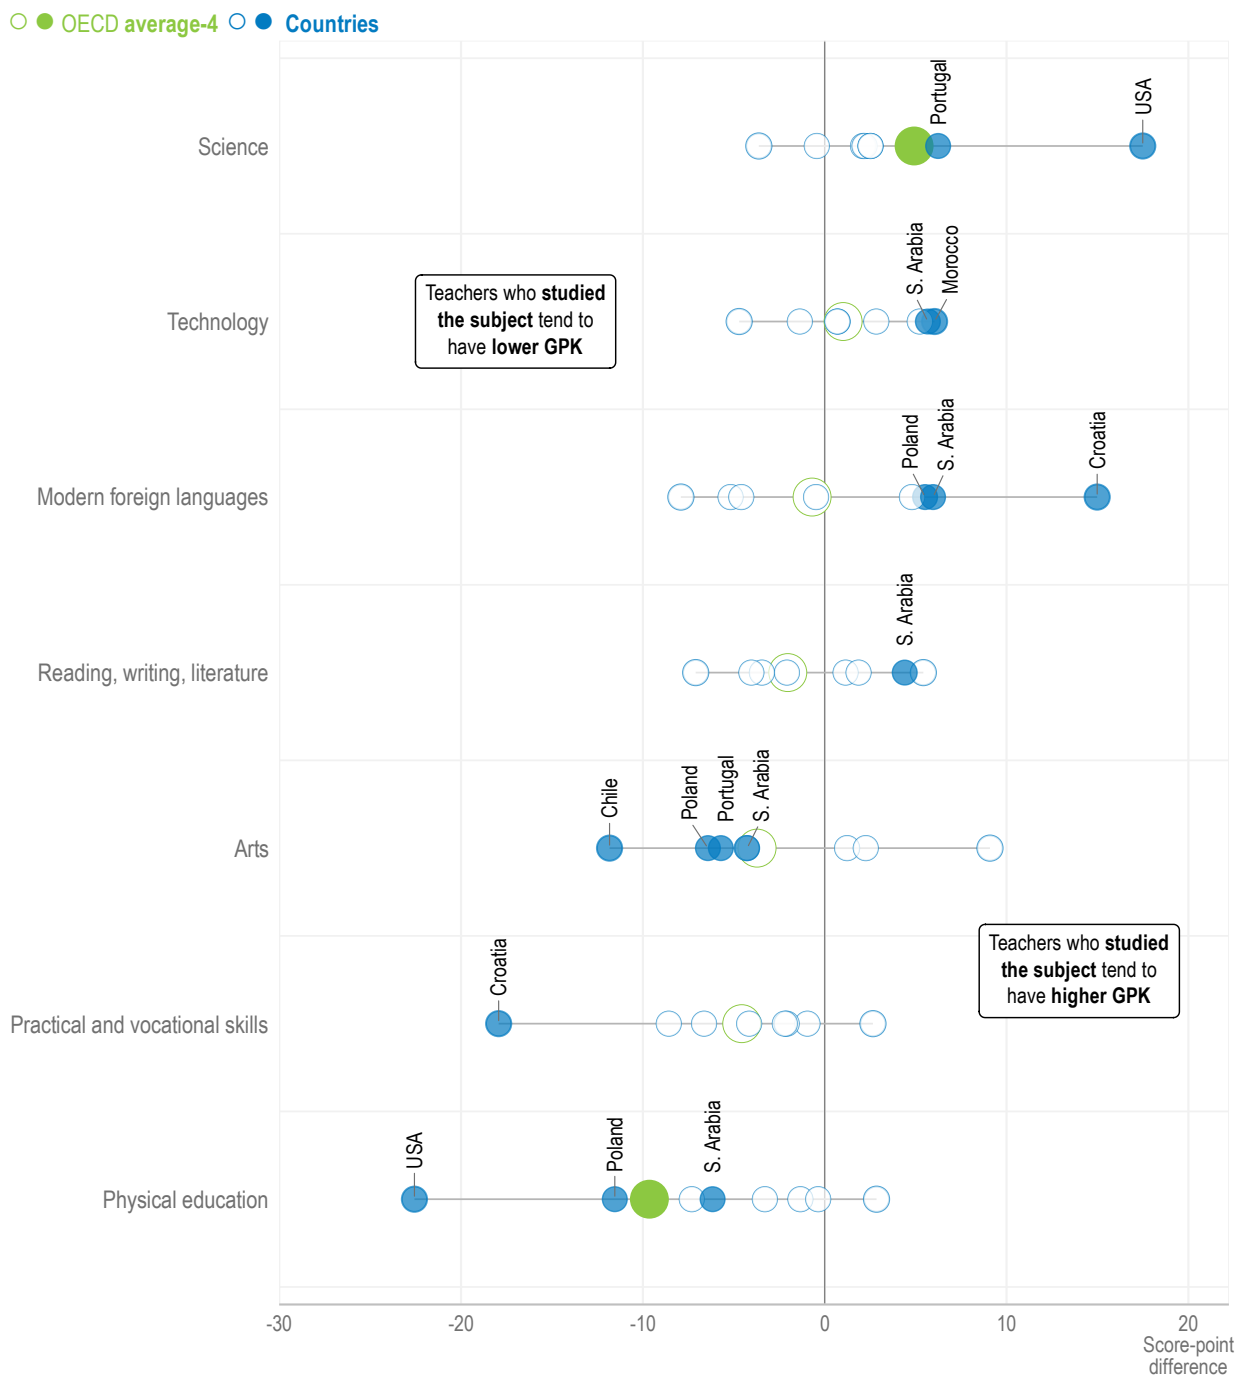 OECD average-4 Countries
Science
Portugal
USA
Technology
S. Arabia
Morocco
Teachers who studied
the subject tend to
have lower GPK
Modern foreign languages
Poland
S. Arabia
Croatia
Reading, writing, literature
S. Arabia
Arts
Chile
Poland
Portugal
S. Arabia
Teachers who studied
the subject tend to
have higher GPK
Practical and vocational skills
Croatia
Physical education
USA
Poland
S. Arabia
-30 -20 -10 0 10 20
Score-point
difference